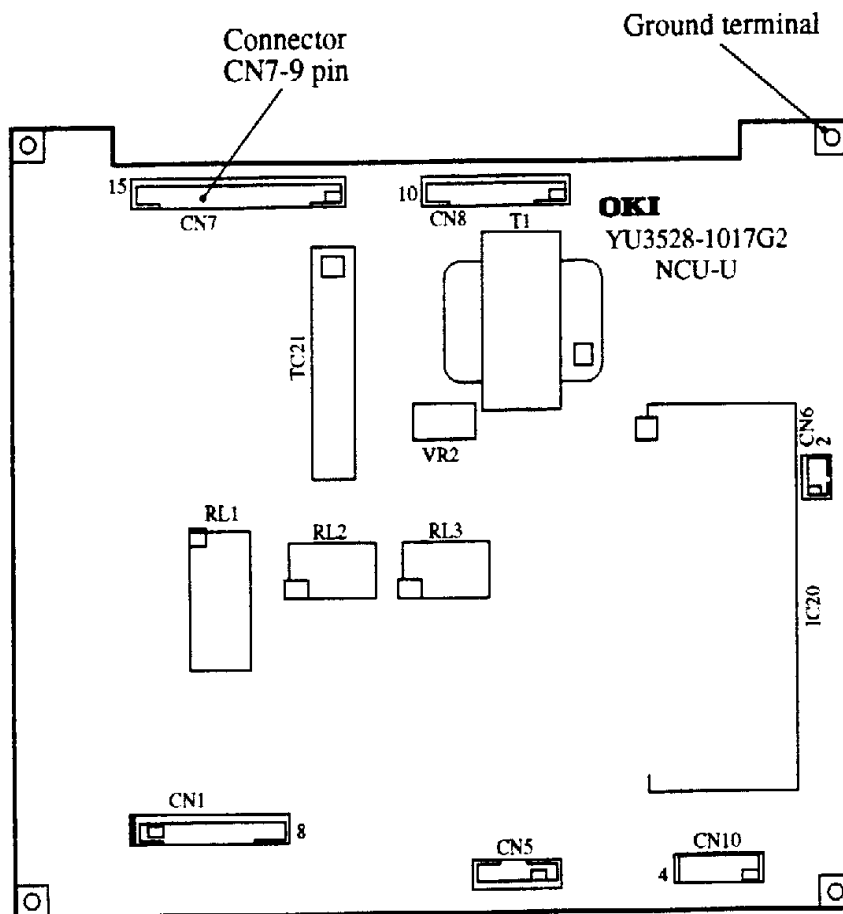 Connector
CN7-9 pin
Ground terminal
15
CN7
10
CN8
T1
OKI
YU3528-1017G2
NCU-U
TC21
VR2
CN6
2
RL1
RL2
RL3
IC20
CN1
8
CN5
4
CN10